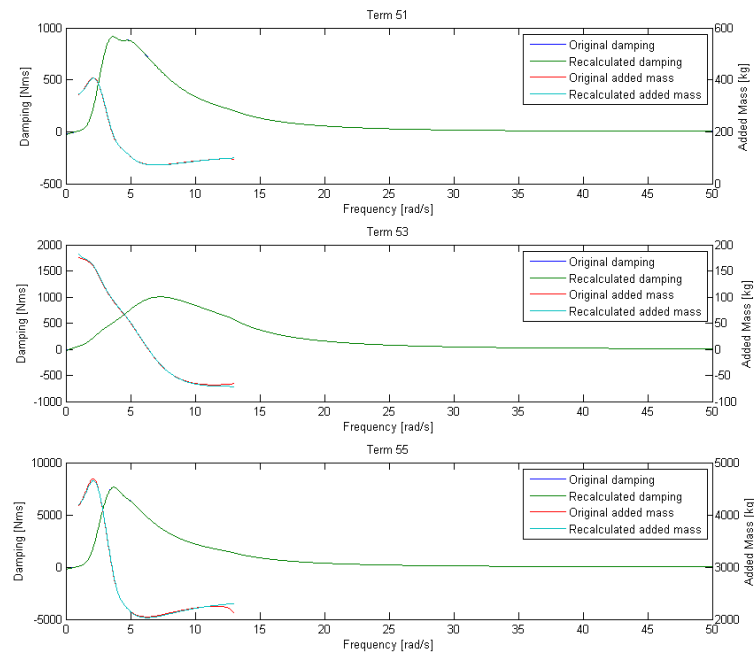 Term 51
1000
500
0
-500
Damping [Nms]
600
400
200
0
Added Mass [kg]
Original damping
Recalculated damping
Original added mass
Recalculated added mass
0 5 10 15 20 25 30 35 40 45 50
Frequency [rad/s]
Term 53
2000
1500
1000
500
0
-500
-1000
Damping [Nms]
200
150
100
50
0
-50
-100
Added Mass [kg]
Original damping
Recalculated damping
Original added mass
Recalculated added mass
0 5 10 15 20 25 30 35 40 45 50
Frequency [rad/s]
Term 55
10000
5000
0
-5000
Damping [Nms]
5000
4000
3000
2000
Added Mass [kg]
Original damping
Recalculated damping
Original added mass
Recalculated added mass
0 5 10 15 20 25 30 35 40 45 50
Frequency [rad/s]